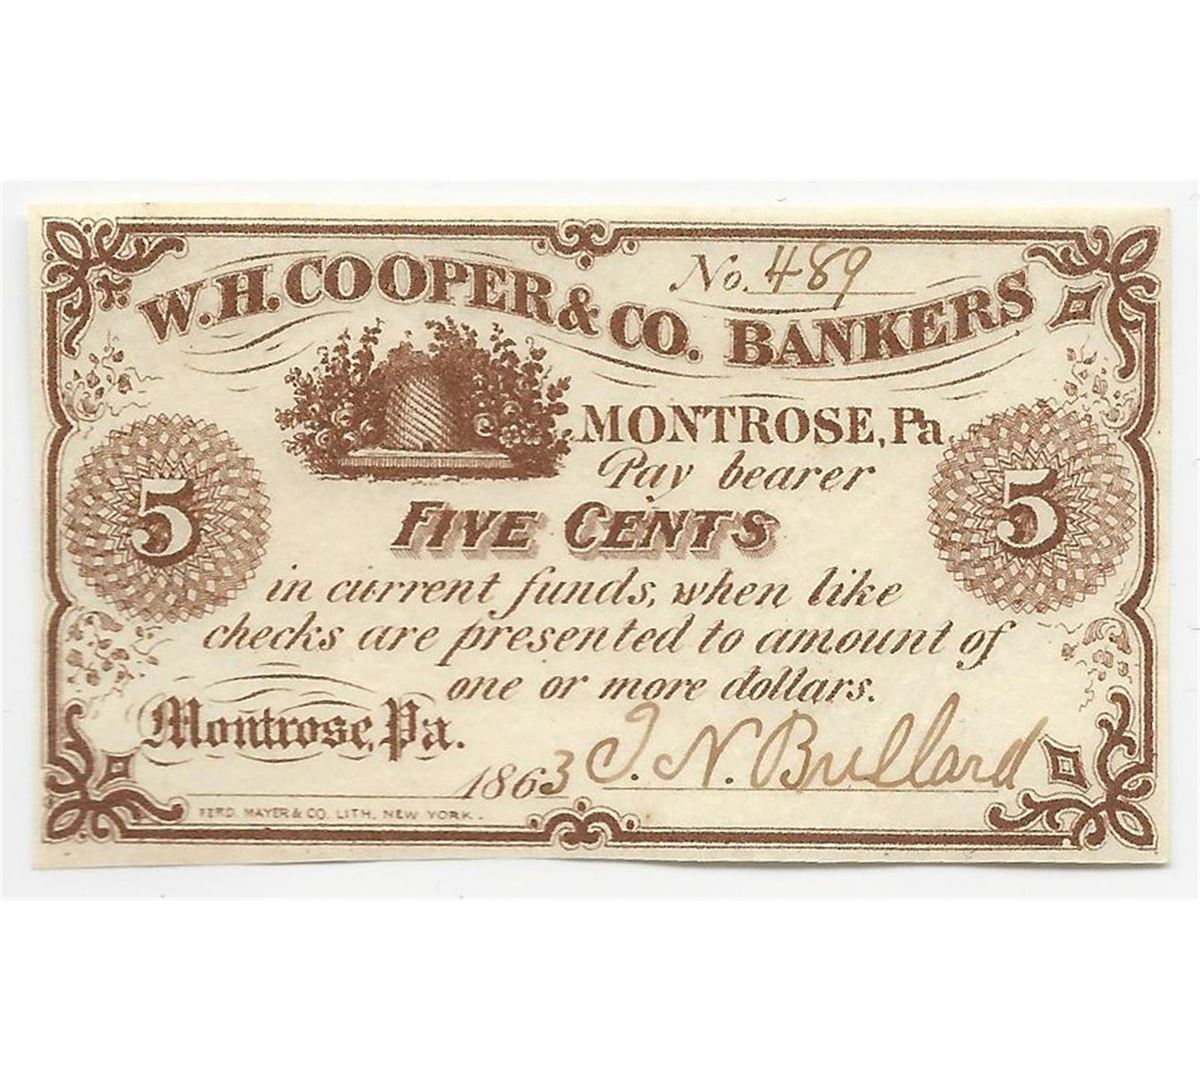 No. 489
W.H. COOPER & CO. BANKERS
MONTROSE, Pa.
Pay bearer
5 FIVE CENTS 5
in current funds, when like
checks are presented to amount of
one or more dollars.
Montrose, Pa.
1863 I. N. Bullard
FERD. MAYER & CO. LITH. NEW YORK.